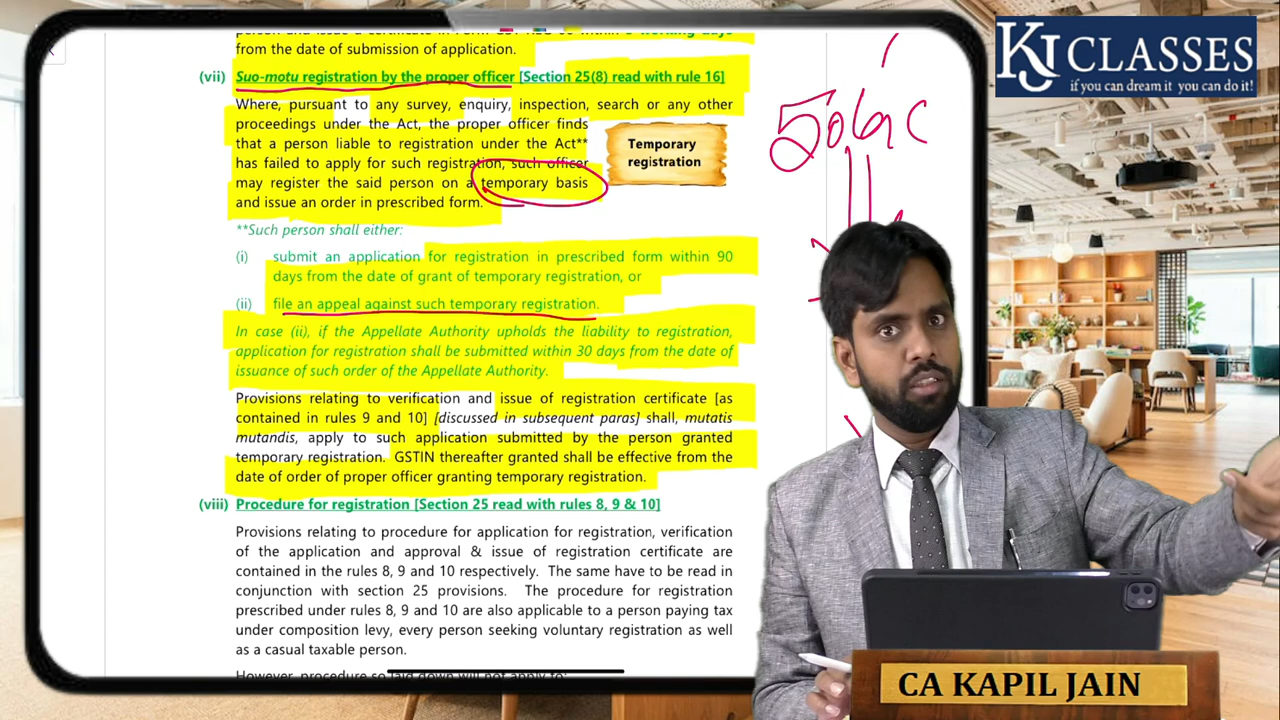 from the date of submission of application.
(vii) Suo-motu registration by the proper officer [Section 25(8) read with rule 16]
Where, pursuant to any survey, enquiry, inspection, search or any other
proceedings under the Act, the proper officer finds
that a person liable to registration under the Act**
has failed to apply for such registration, such officer
may register the said person on a temporary basis
and issue an order in prescribed form.
Temporary
registration
**Such person shall either:
(i) submit an application for registration in prescribed form within 90
days from the date of grant of temporary registration, or
(ii) file an appeal against such temporary registration.
In case (ii), if the Appellate Authority upholds the liability to registration,
application for registration shall be submitted within 30 days from the date of
issuance of such order of the Appellate Authority.
Provisions relating to verification and issue of registration certificate [as
contained in rules 9 and 10] [discussed in subsequent paras] shall, mutatis
mutandis, apply to such application submitted by the person granted
temporary registration. GSTIN thereafter granted shall be effective from the
date of order of proper officer granting temporary registration.
(viii) Procedure for registration [Section 25 read with rules 8, 9 & 10]
Provisions relating to procedure for application for registration, verification
of the application and approval & issue of registration certificate are
contained in the rules 8, 9 and 10 respectively. The same have to be read in
conjunction with section 25 provisions. The procedure for registration
prescribed under rules 8, 9 and 10 are also applicable to a person paying tax
under composition levy, every person seeking voluntary registration as well
as a casual taxable person.
However, procedure so laid down will not apply to:
KJ CLASSES
if you can dream it you can do it!
CA KAPIL JAIN